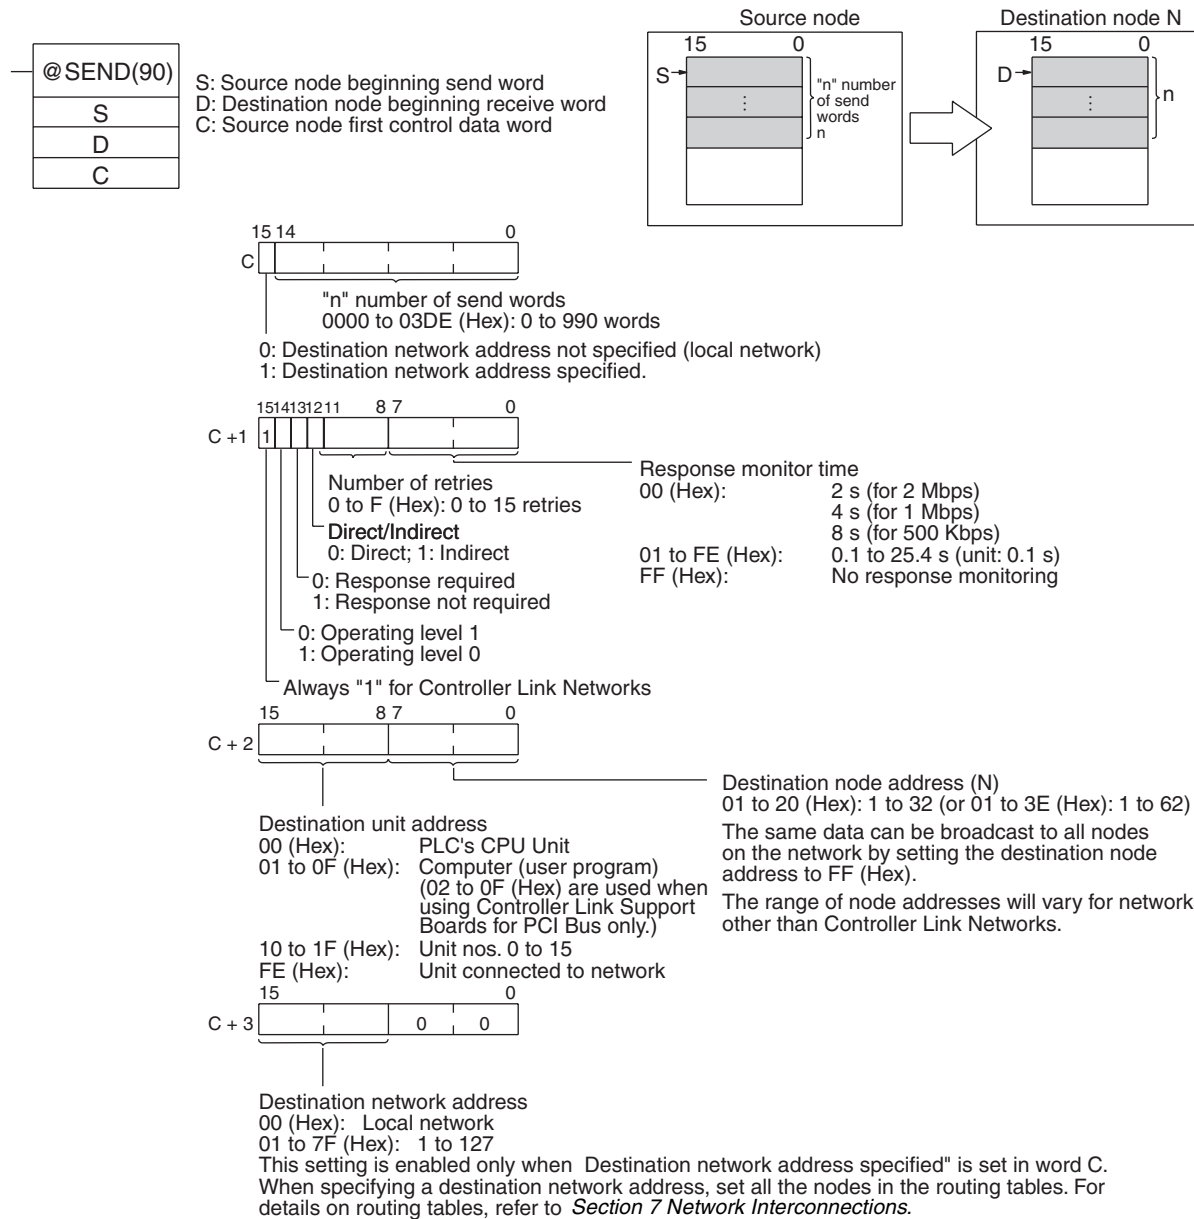 @SEND(90)
S
D
C
S: Source node beginning send word
D: Destination node beginning receive word
C: Source node first control data word
Source node
15 0
S
"n" number
of send
words
n
Destination node N
15 0
D
n
15 14 0
C
"n" number of send words
0000 to 03DE (Hex): 0 to 990 words
0: Destination network address not specified (local network)
1: Destination network address specified.
15 14 13 12 11 8 7 0
C +1 1
Number of retries
0 to F (Hex): 0 to 15 retries
Direct/Indirect
0: Direct; 1: Indirect
0: Response required
1: Response not required
0: Operating level 1
1: Operating level 0
Always "1" for Controller Link Networks
Response monitor time
00 (Hex): 2 s (for 2 Mbps)
4 s (for 1 Mbps)
8 s (for 500 Kbps)
01 to FE (Hex): 0.1 to 25.4 s (unit: 0.1 s)
FF (Hex): No response monitoring
15 8 7 0
C + 2
Destination unit address
00 (Hex): PLC's CPU Unit
01 to 0F (Hex): Computer (user program)
(02 to 0F (Hex) are used when
using Controller Link Support
Boards for PCI Bus only.)
10 to 1F (Hex): Unit nos. 0 to 15
FE (Hex): Unit connected to network
Destination node address (N)
01 to 20 (Hex): 1 to 32 (or 01 to 3E (Hex): 1 to 62)
The same data can be broadcast to all nodes
on the network by setting the destination node
address to FF (Hex).
The range of node addresses will vary for network
other than Controller Link Networks.
15 0
C + 3 0 0
Destination network address
00 (Hex): Local network
01 to 7F (Hex): 1 to 127
This setting is enabled only when Destination network address specified" is set in word C.
When specifying a destination network address, set all the nodes in the routing tables. For
details on routing tables, refer to Section 7 Network Interconnections.